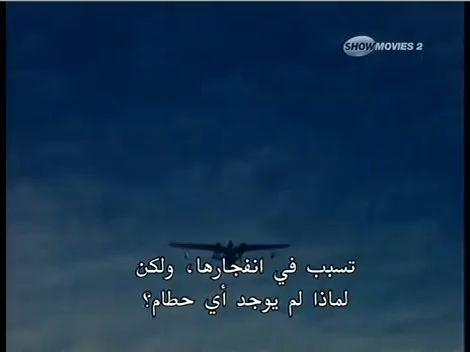 SHOW MOVIES 2
تسبب في انفجارها، ولكن
لماذا لم يوجد أي حطام؟